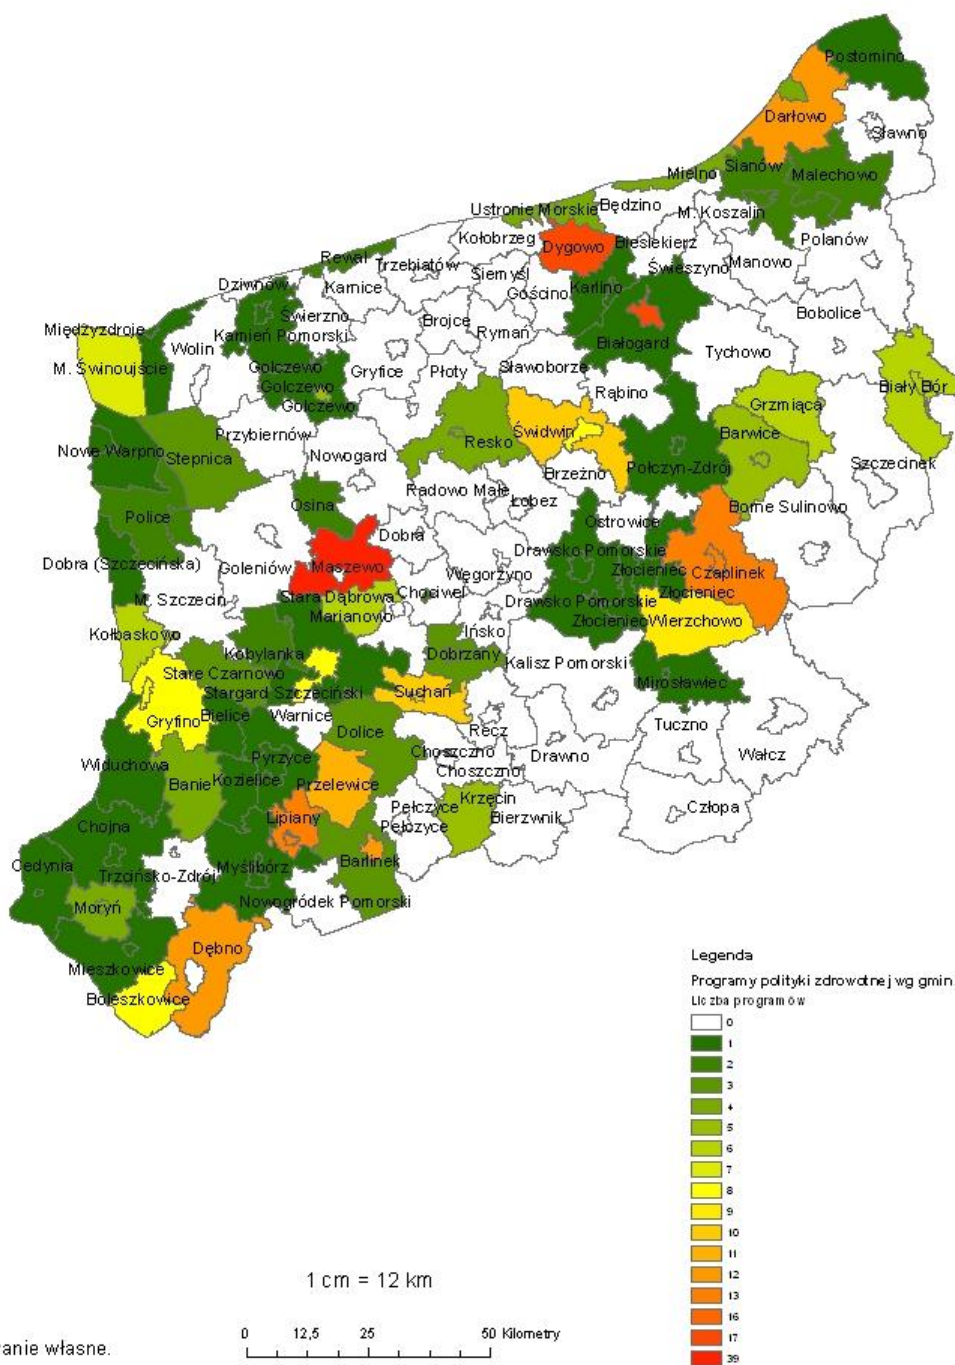 Postomino
Darłowo
Sławno
Sianów
Malechowo
Mielno
Ustronie Morskie
Będzino
M. Koszalin
Polanów
Kołobrzeg
Dygowo
Biesiekierz
Manowo
Świeszyno
Rewal
Trzebiatów
Siemyśl
Gościno
Karlino
Dziwnów
Karnice
Świerzno
Brojce
Rymań
Bobolice
Międzyzdroje
Kamień Pomorski
Białogard
Tychowo
Wolin
M. Świnoujście
Golczewo
Golczewo
Golczewo
Gryfice
Płoty
Sławoborze
Rąbino
Biały Bór
Grzmiąca
Przybiernów
Resko
Świdwin
Barwice
Nowe Warpno
Stepnica
Nowogard
Brzeżno
Połczyn-Zdrój
Szczecinek
Radowo Małe
Łobez
Osina
Ostrowice
Borne Sulinowo
Police
Dobra
Drawsko Pomorskie
Dobra (Szczecińska)
Goleniów
Maszewo
Węgorzyno
Złocieniec
Czaplinek
Złocieniec
M. Szczecin
Stara Dąbrowa
Chociwel
Marianowo
Drawsko Pomorskie
Złocieniec
Wierzchowo
Kołbaskowo
Kobylanka
Ińsko
Dobrzany
Kalisz Pomorski
Stare Czarnowo
Stargard Szczeciński
Suchań
Mirosławiec
Gryfino
Bielice
Warnice
Dolice
Recz
Tuczno
Wałcz
Widuchowa
Pyrzyce
Choszczno
Choszczno
Drawno
Banie
Kozielice
Przelewice
Krzęcin
Pełczyce
Pełczyce
Bierzwnik
Człopa
Chojna
Lipiany
Cedynia
Trzcińsko-Zdrój
Myślibórz
Barlinek
Moryń
Nowogródek Pomorski
Dębno
Mieszkowice
Boleszkowice
Legenda
Programy polityki zdrowotnej wg gmin
Liczba programów
0
1
2
3
4
5
6
7
8
9
10
11
12
13
16
17
39
1 cm = 12 km
0 12,5 25 50 Kilometry
anie własne.